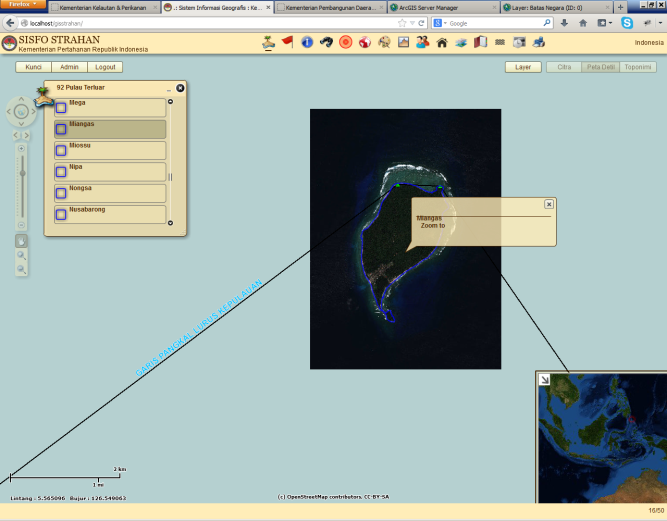 Firefox
Kementerian Kelautan & Perikanan
.: Sistem Informasi Geografis : Ke...
Kementerian Pembangunan Daera...
ArcGIS Server Manager
Layer: Batas Negara (ID: 0)
localhost/gisstrahan/
Google
SISFO STRAHAN
Kementerian Pertahanan Republik Indonesia
Indonesia
Kunci
Admin
Logout
Layer
Citra
Peta Dasar
Toponimi
92 Pulau Terluar
Mega
Miangas
Miossu
Nipa
Nongsa
Nusabarong
Miangas
Zoom to
GARIS PANGKAL LURUS KEPULAUAN
3 km
1 mi
Lintang - 5.565096 Bujur : 126.549063
(c) OpenStreetMap contributors, CC-BY-SA
16/50